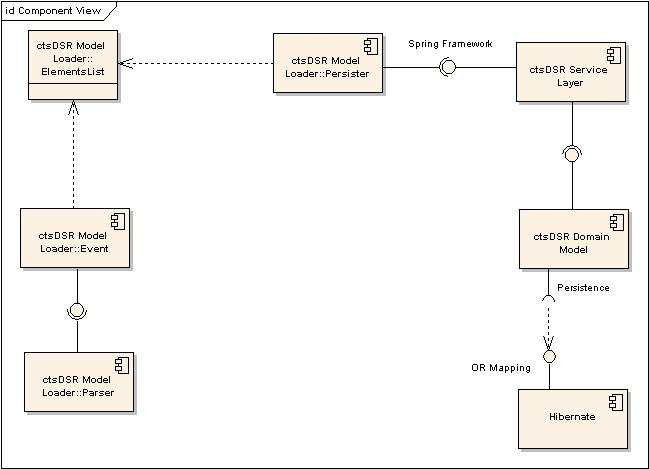 id Component View
ctsDSR Model
Loader::
ElementsList
ctsDSR Model
Loader::Persister
Spring Framework
ctsDSR Service
Layer
ctsDSR Model
Loader::Event
ctsDSR Domain
Model
Persistence
OR Mapping
ctsDSR Model
Loader::Parser
Hibernate